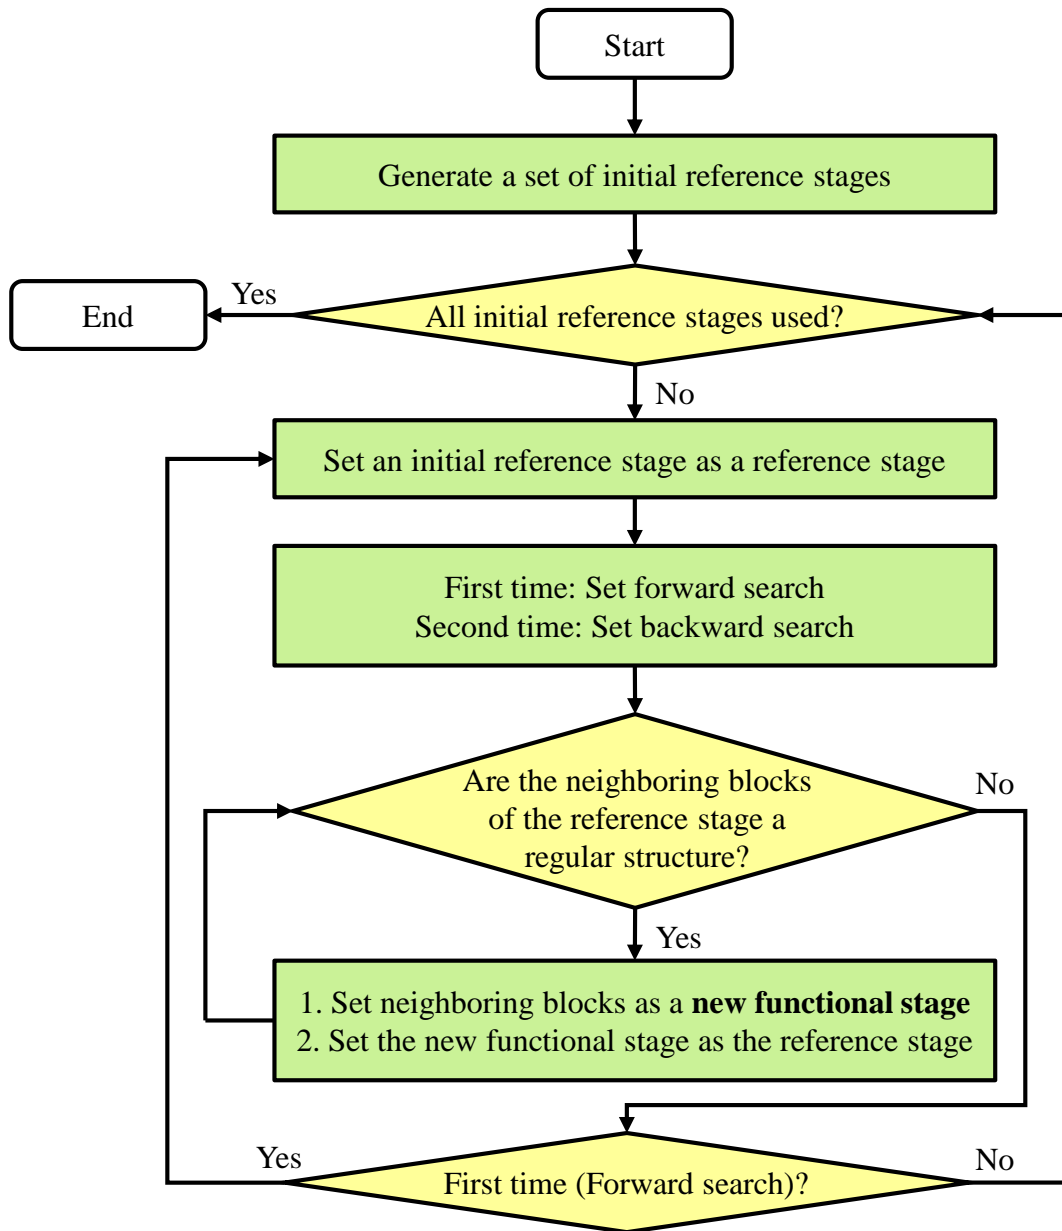 Start
Generate a set of initial reference stages
End
Yes
All initial reference stages used?
No
Set an initial reference stage as a reference stage
First time: Set forward search
Second time: Set backward search
Are the neighboring blocks
of the reference stage a
regular structure?
No
Yes
1. Set neighboring blocks as a new functional stage
2. Set the new functional stage as the reference stage
Yes
First time (Forward search)?
No